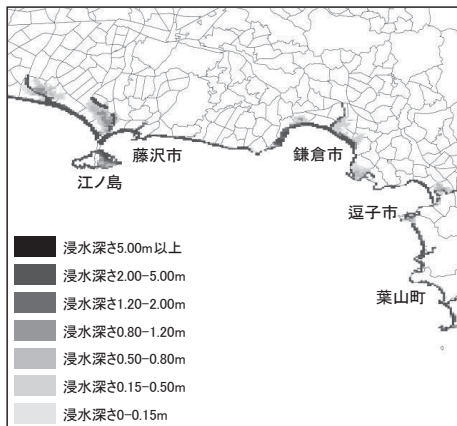 藤沢市
鎌倉市
江ノ島
逗子市
葉山町
浸水深さ5.00m以上
浸水深さ2.00-5.00m
浸水深さ1.20-2.00m
浸水深さ0.80-1.20m
浸水深さ0.50-0.80m
浸水深さ0.15-0.50m
浸水深さ0-0.15m